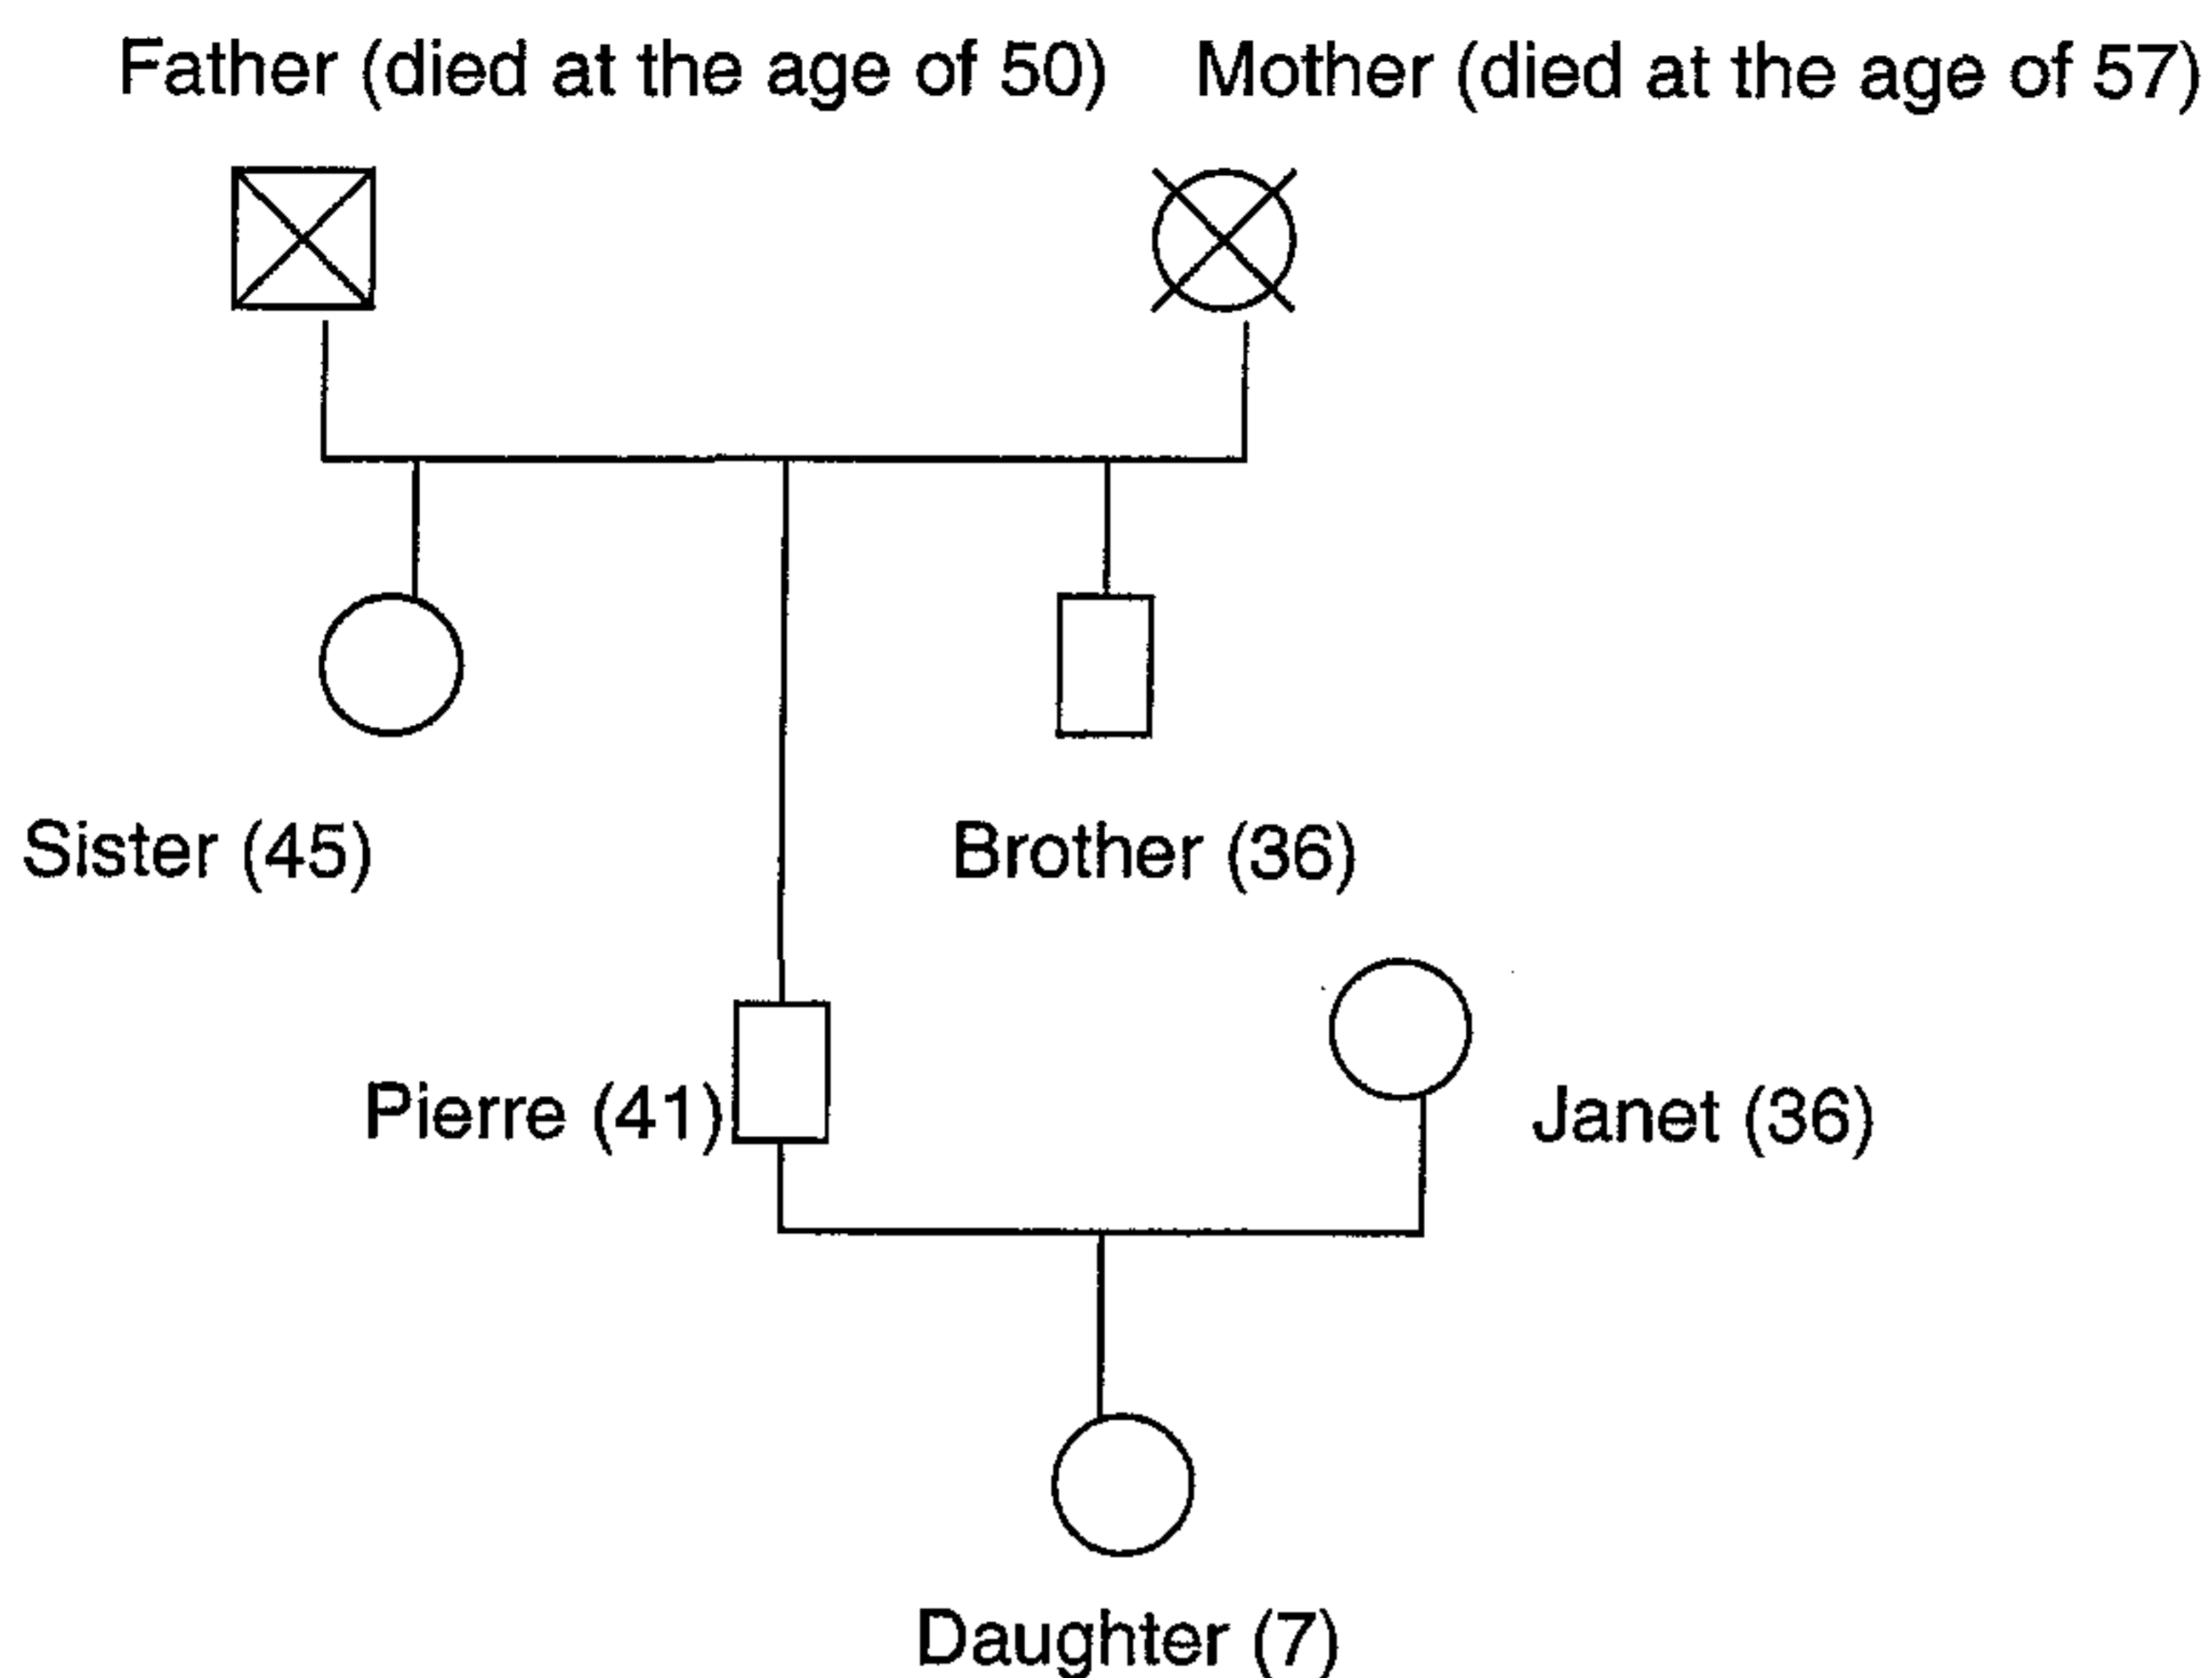 Father (died at the age of 50)
Mother (died at the age of 57)
Sister (45)
Brother (36)
Pierre (41)
Janet (36)
Daughter (7)